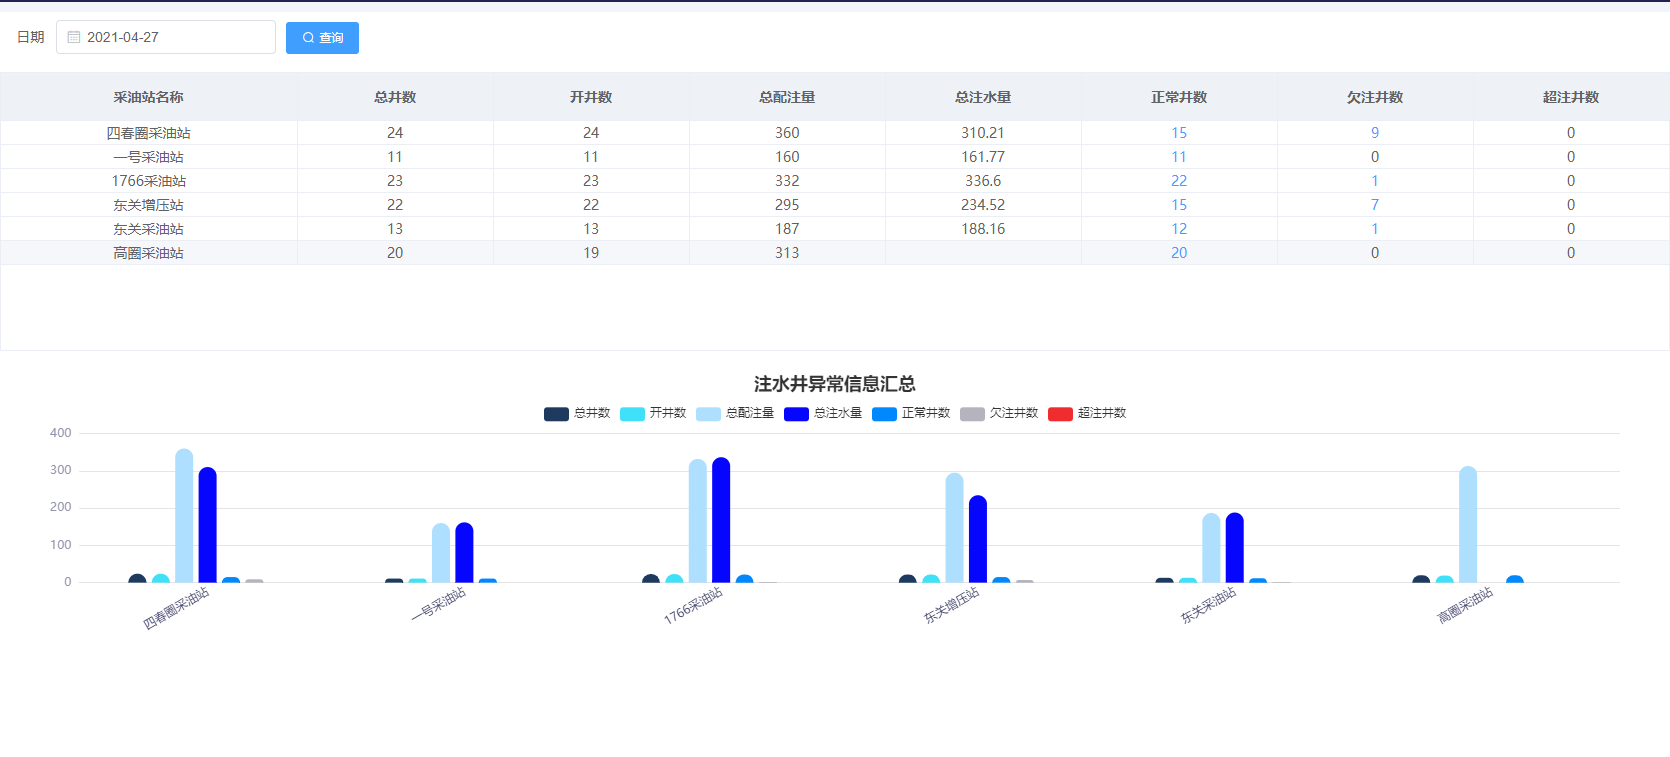 日期 2021-04-27 查询
采油站名称 总井数 开井数 总配注量 总注水量 正常井数 欠注井数 超注井数
四春圈采油站 24 24 360 310.21 15 9 0
一号采油站 11 11 160 161.77 11 0 0
1766采油站 23 23 332 336.6 22 1 0
东关增压站 22 22 295 234.52 15 7 0
东关采油站 13 13 187 188.16 12 1 0
高圈采油站 20 19 313 20 0 0
注水井异常信息汇总
总井数 开井数 总配注量 总注水量 正常井数 欠注井数 超注井数
400
300
200
100
0
四春圈采油站 一号采油站 1766采油站 东关增压站 东关采油站 高圈采油站